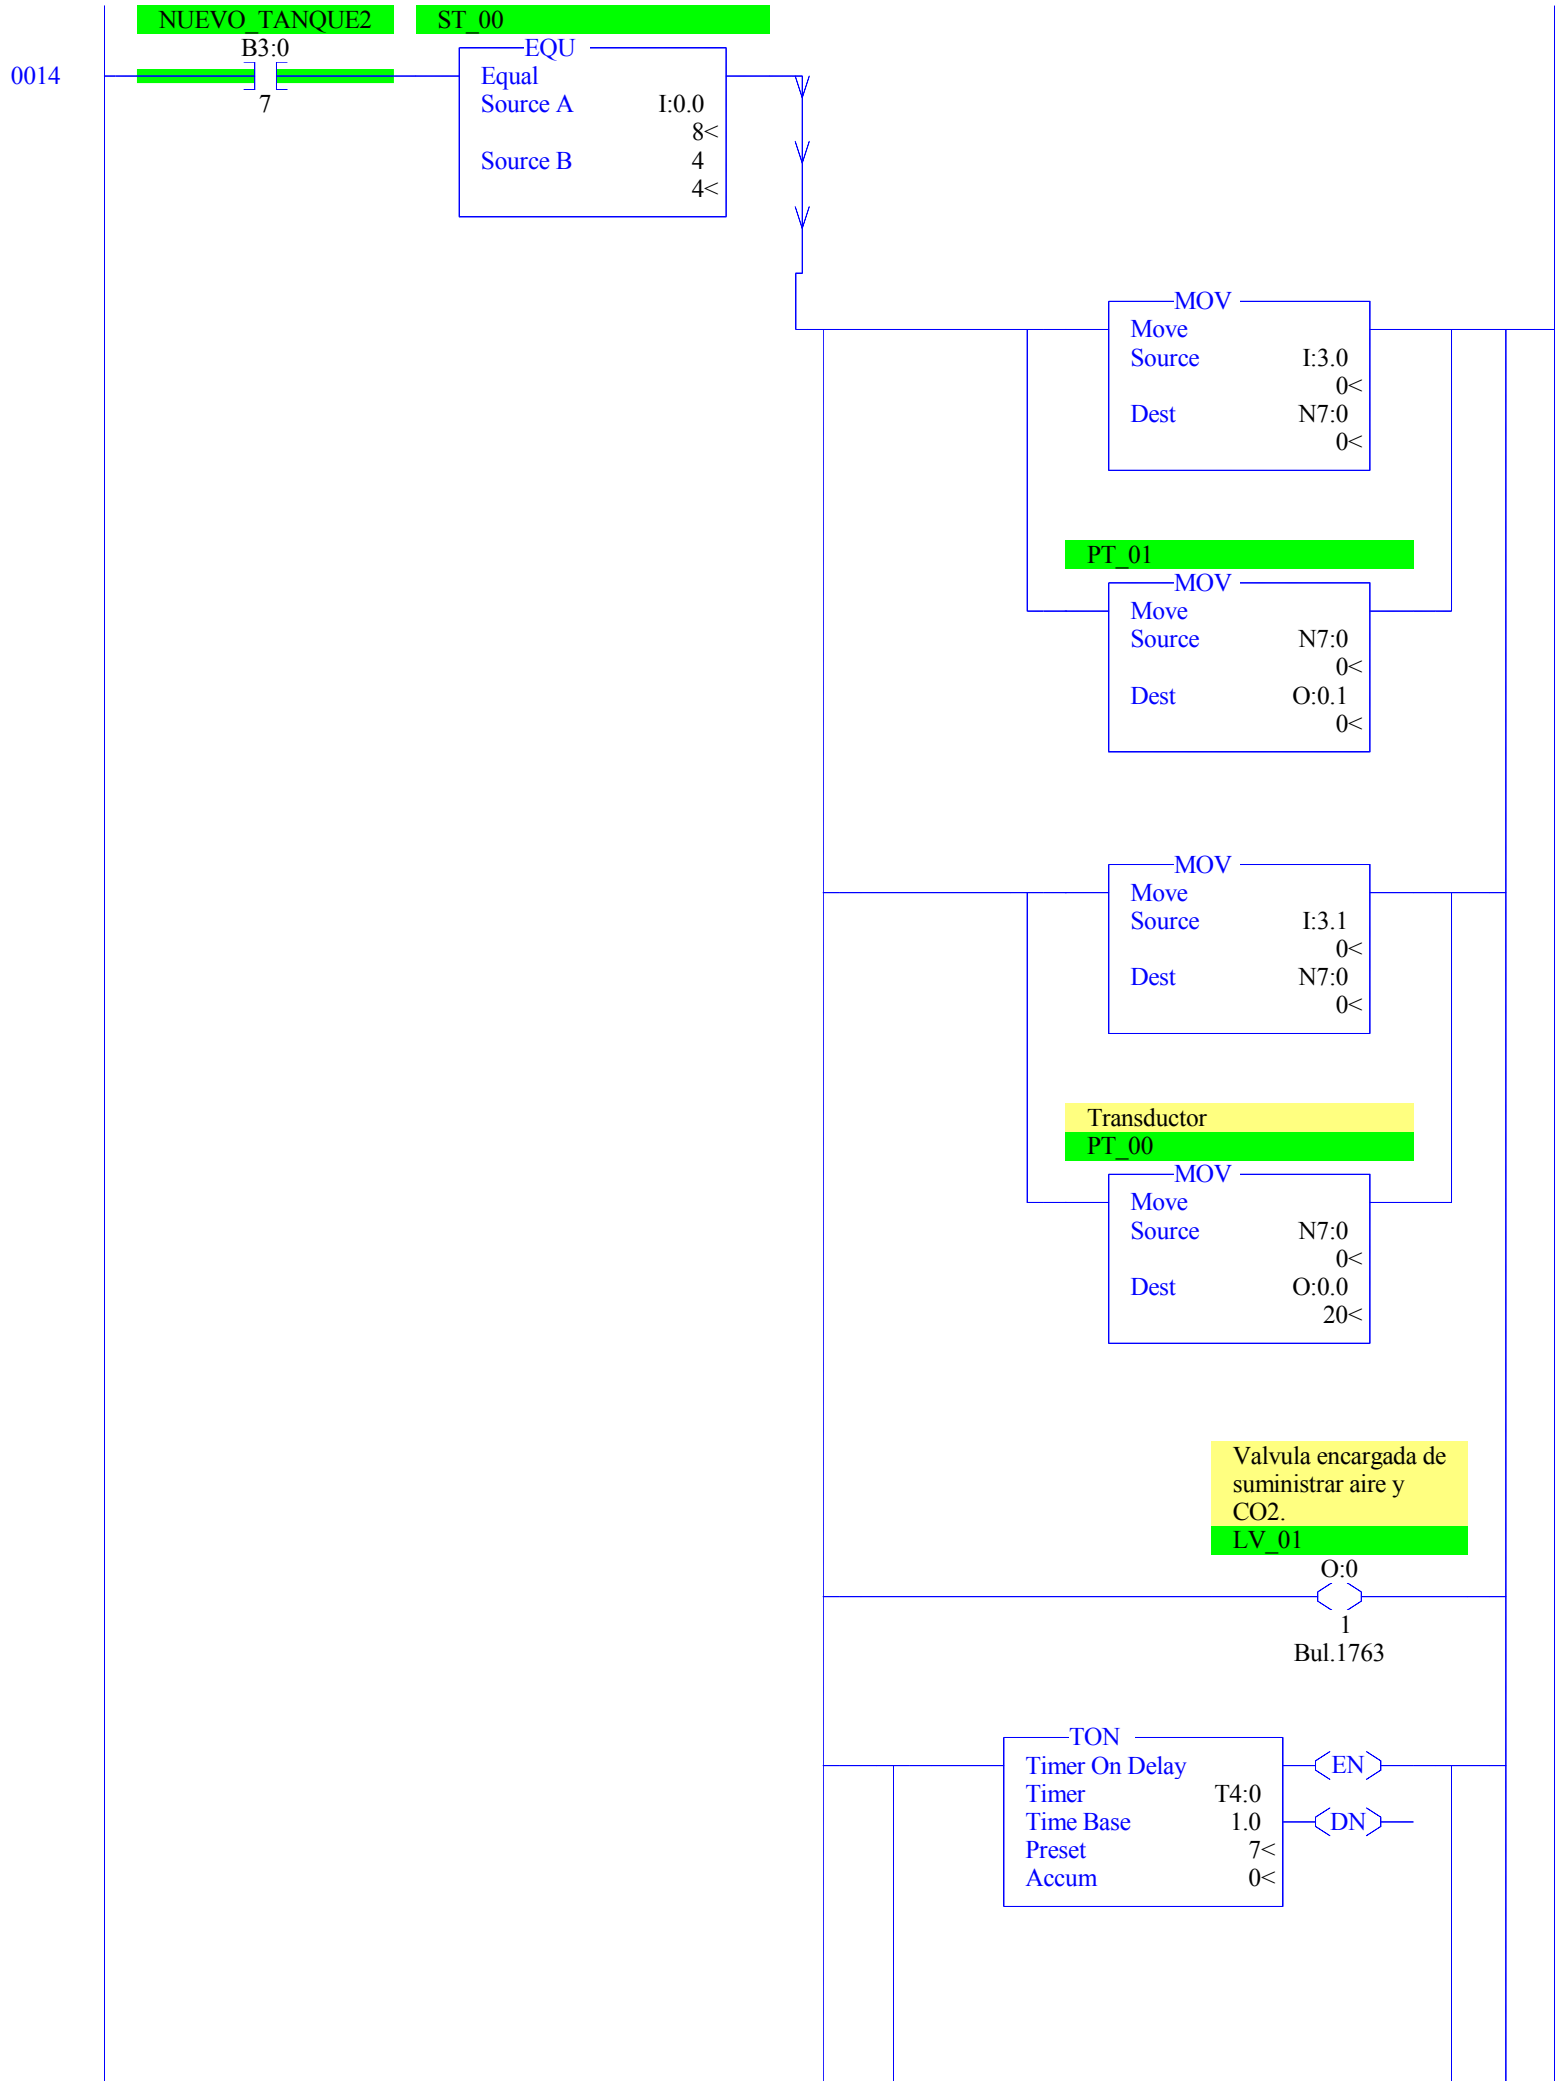 NUEVO_TANQUE2
ST_00
B3:0
EQU
0014
Equal
7
Source A I:0.0
8<
Source B 4
4<
MOV
Move
Source I:3.0
0<
Dest N7:0
0<
PT_01
MOV
Move
Source N7:0
0<
Dest O:0.1
0<
MOV
Move
Source I:3.1
0<
Dest N7:0
0<
Transductor
PT_00
MOV
Move
Source N7:0
0<
Dest O:0.0
20<
Valvula encargada de
suministrar aire y
CO2.
LV_01
O:0
1
Bul.1763
TON
Timer On Delay
EN
Timer T4:0
Time Base 1.0
DN
Preset 7<
Accum 0<